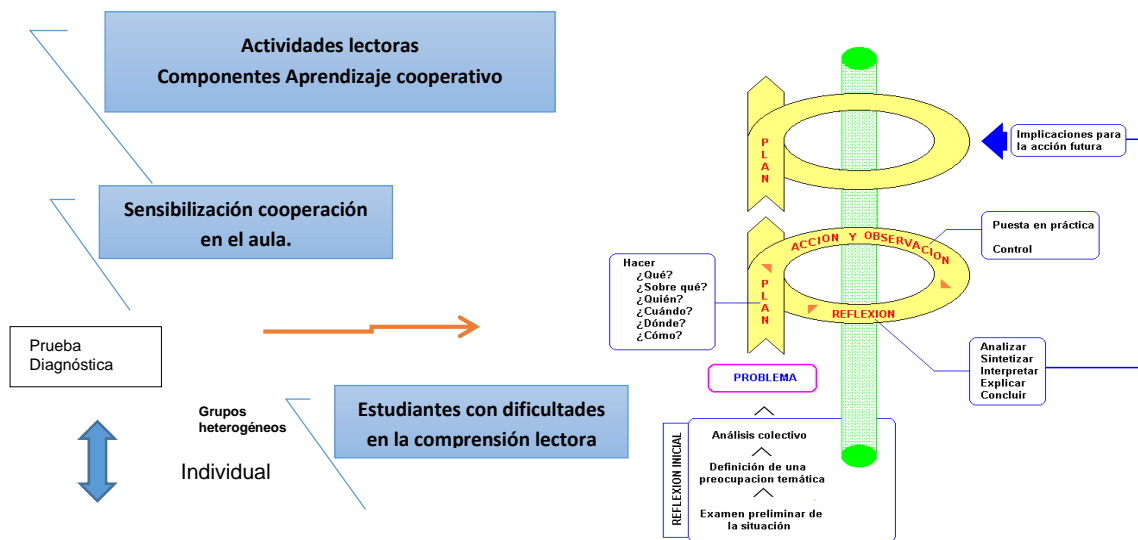 Actividades lectoras
Componentes Aprendizaje cooperativo
Sensibilización cooperación
en el aula.
Prueba
Diagnóstica
Grupos
heterogéneos
Individual
Estudiantes con dificultades
en la comprensión lectora
PLAN
Implicaciones para
la acción futura
ACCION Y OBSERVACION
Puesta en práctica
Control
Hacer
¿Qué?
¿Sobre qué?
¿Quién?
¿Cuándo?
¿Dónde?
¿Cómo?
PLAN
REFLEXION
Analizar
Sintetizar
Interpretar
Explicar
Concluir
PROBLEMA
REFLEXION INICIAL
Análisis colectivo
Definición de una
preocupacion temática
Examen preliminar de
la situación